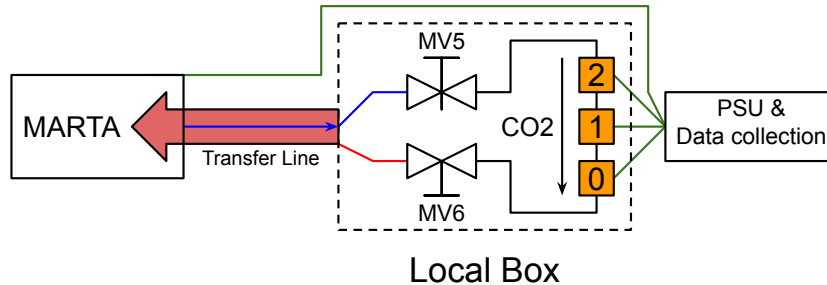 MV5
2
MARTA
CO2
1
PSU &
Data collection
Transfer Line
0
MV6
Local Box